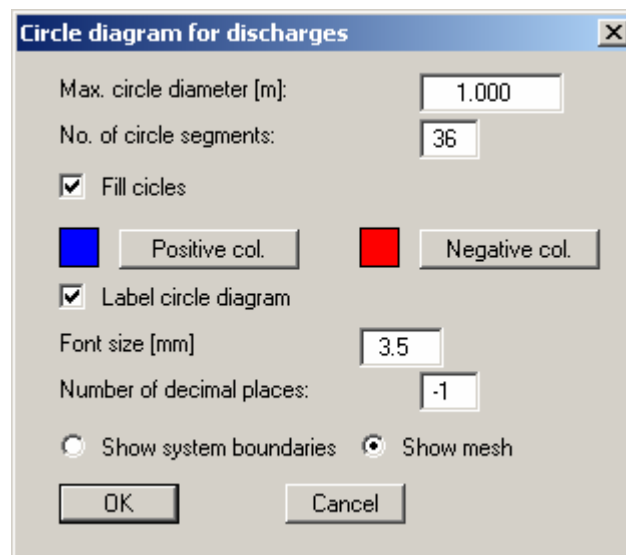 Circle diagram for discharges
Max. circle diameter [m]: 1.000
No. of circle segments: 36
Fill cicles
Positive col. Negative col.
Label circle diagram
Font size [mm] 3.5
Number of decimal places: -1
Show system boundaries Show mesh
OK Cancel